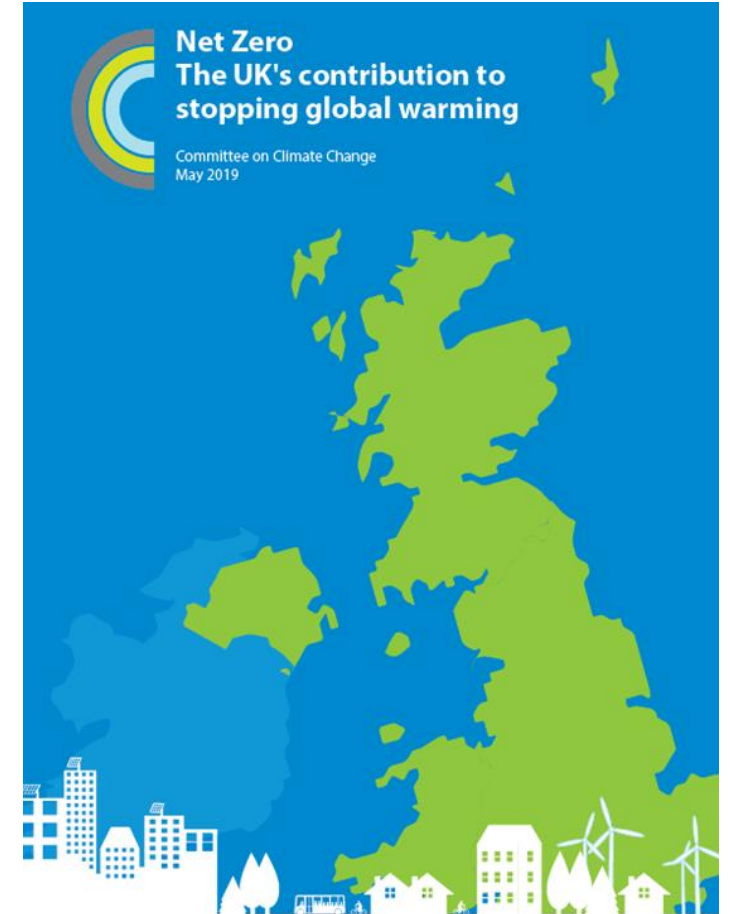 Net Zero
The UK's contribution to
stopping global warming
Committee on Climate Change
May 2019